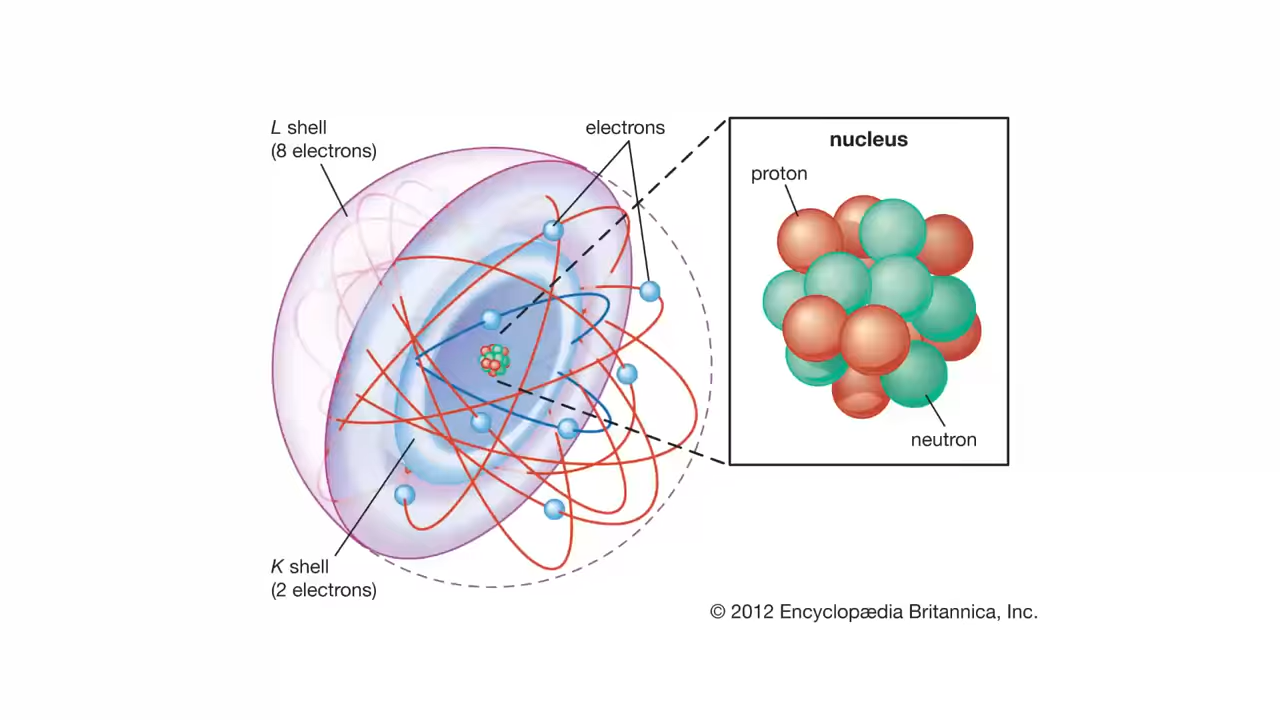 L shell
(8 electrons)
electrons
nucleus
proton
neutron
K shell
(2 electrons)
© 2012 Encyclopædia Britannica, Inc.